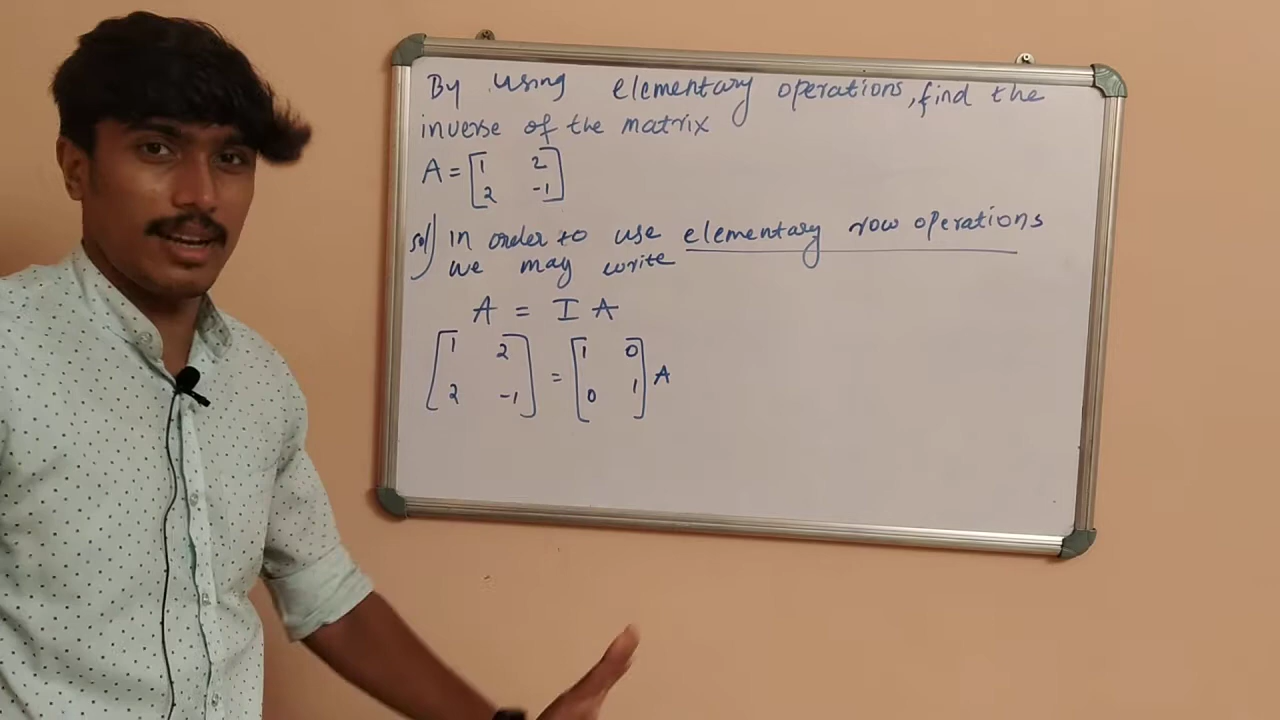 By using elementary operations, find the
inverse of the matrix
A = [1 2
2 -1]
sol) In order to use elementary row operations
we may write
A = I A
[1 2
2 -1] = [1 0
0 1] A